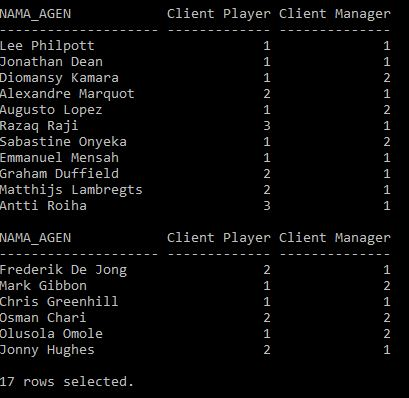 NAMA_AGEN Client Player Client Manager
------------------- ------------- --------------
Lee Philpott 1 1
Jonathan Dean 1 1
Diomansy Kamara 1 2
Alexandre Marquot 2 1
Augusto Lopez 1 2
Razaq Raji 3 1
Sabastine Onyeka 1 2
Emmanuel Mensah 1 1
Graham Duffield 2 1
Matthijs Lambregts 2 1
Antti Roiha 3 1
NAMA_AGEN Client Player Client Manager
------------------- ------------- --------------
Frederik De Jong 2 1
Mark Gibbon 1 2
Chris Greenhill 1 1
Osman Chari 2 2
Olusola Omole 1 2
Jonny Hughes 2 1
17 rows selected.